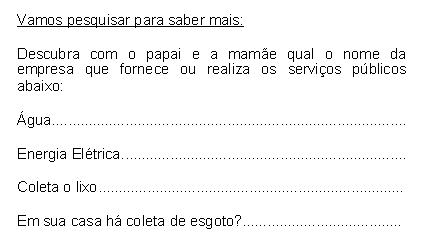 Vamos pesquisar para saber mais:
Descubra com o papai e a mamãe qual o nome da
empresa que fornece ou realiza os serviços públicos
abaixo:
Água.....................................................................................
Energia Elétrica....................................................................
Coleta o lixo.........................................................................
Em sua casa há coleta de esgoto?......................................